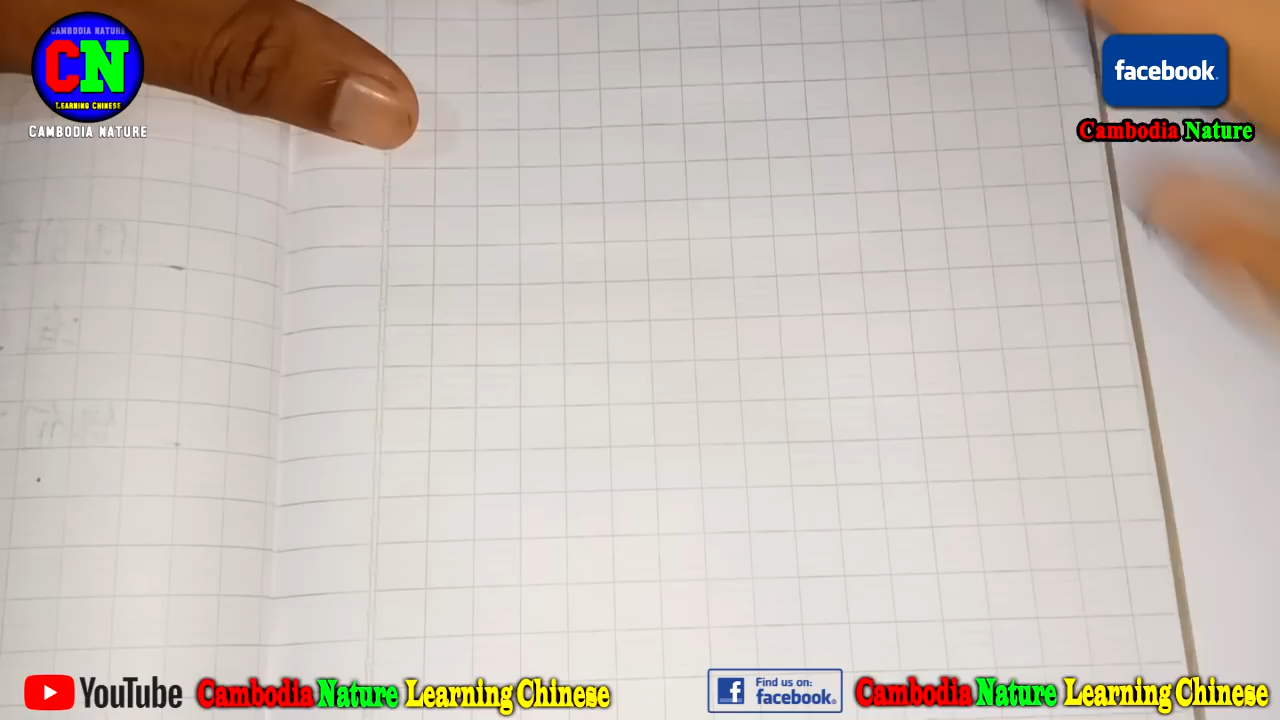 CAMBODIA NATURE
CN
LEARNING CHINESE
CAMBODIA NATURE
facebook
Cambodia Nature
YouTube
Cambodia Nature Learning Chinese
Find us on:
facebook
Cambodia Nature Learning Chinese